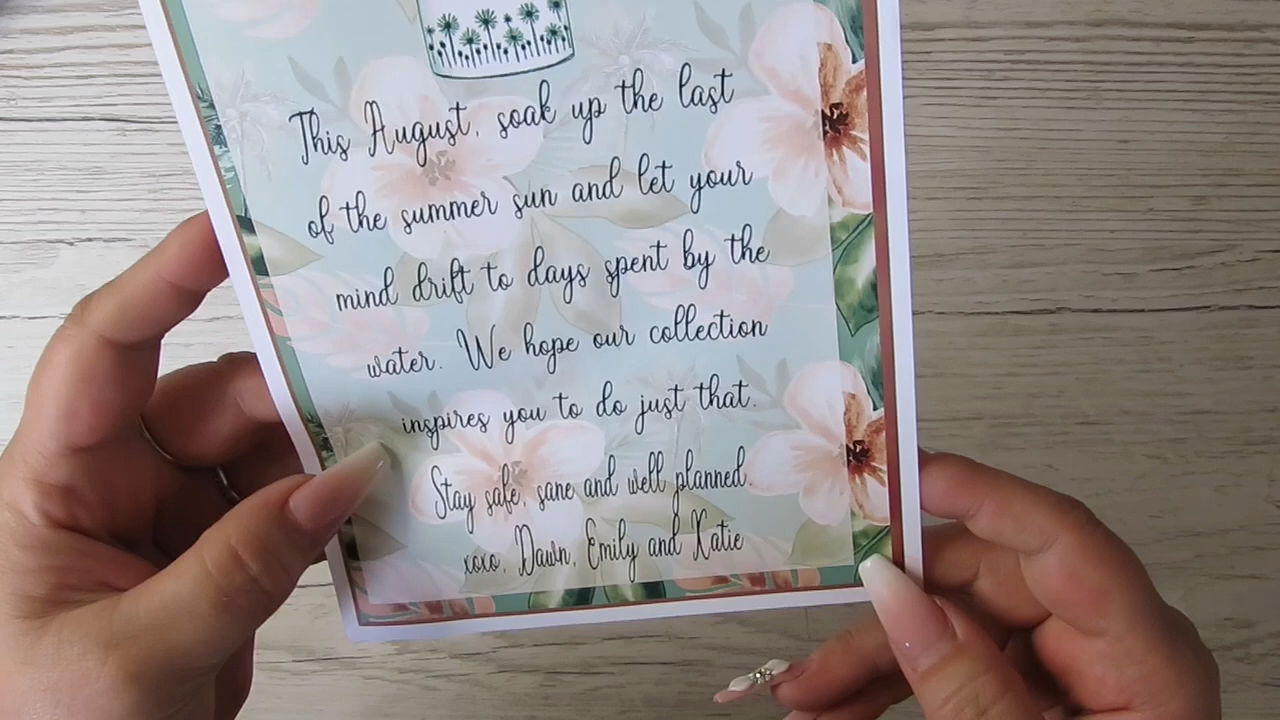 This August, soak up the last
of the summer sun and let your
mind drift to days spent by the
water. We hope our collection
inspires you to do just that.
Stay safe, sane and well planned.
xoxo, Dawn, Emily and Katie